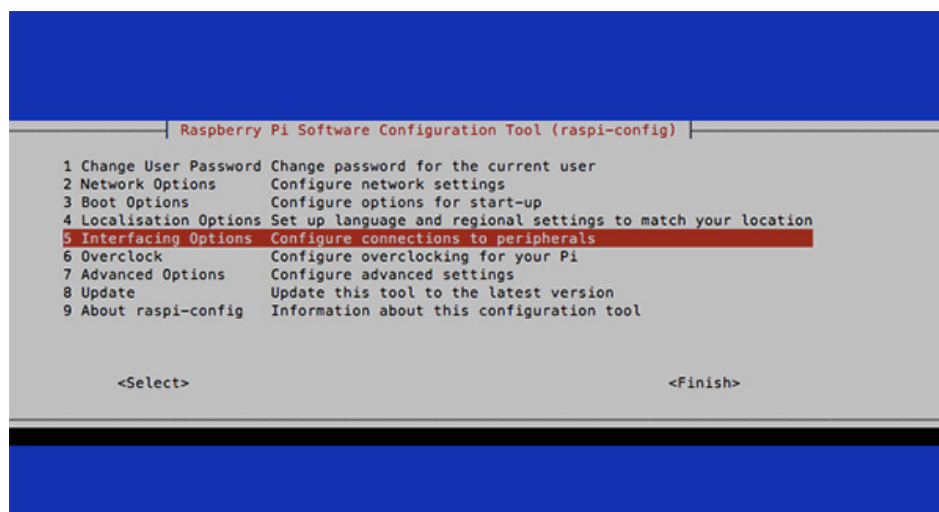 Raspberry Pi Software Configuration Tool (raspi-config)
1 Change User Password Change password for the current user
2 Network Options Configure network settings
3 Boot Options Configure options for start-up
4 Localisation Options Set up language and regional settings to match your location
5 Interfacing Options Configure connections to peripherals
6 Overclock Configure overclocking for your Pi
7 Advanced Options Configure advanced settings
8 Update Update this tool to the latest version
9 About raspi-config Information about this configuration tool
<Select> <Finish>